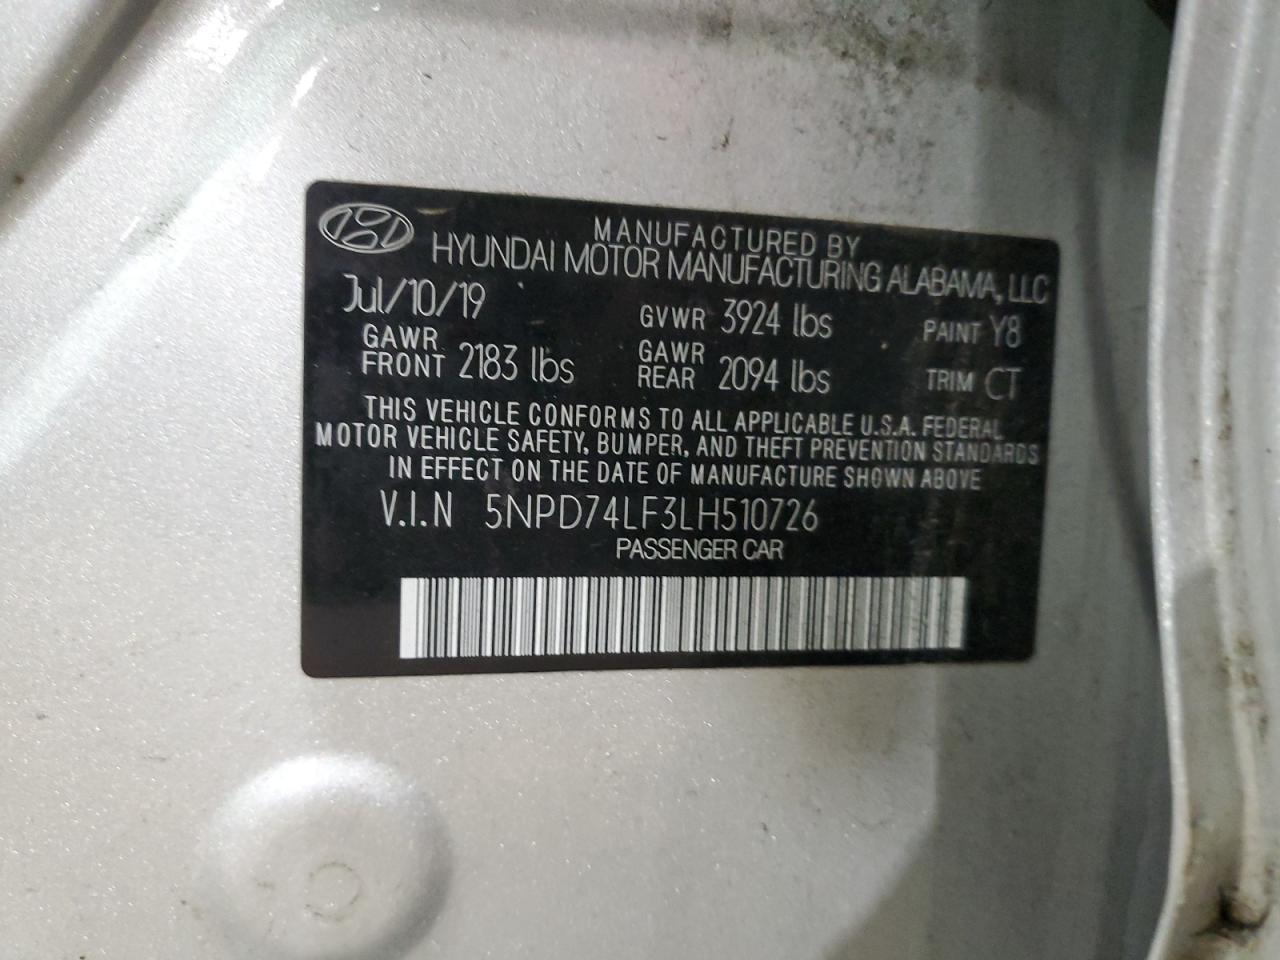 MANUFACTURED BY
HYUNDAI MOTOR MANUFACTURING ALABAMA, LLC
Jul/10/19 GVWR 3924 lbs PAINT Y8
GAWR FRONT 2183 lbs GAWR REAR 2094 lbs TRIM CT
THIS VEHICLE CONFORMS TO ALL APPLICABLE U.S.A. FEDERAL
MOTOR VEHICLE SAFETY, BUMPER, AND THEFT PREVENTION STANDARDS
IN EFFECT ON THE DATE OF MANUFACTURE SHOWN ABOVE
V.I.N 5NPD74LF3LH510726
PASSENGER CAR